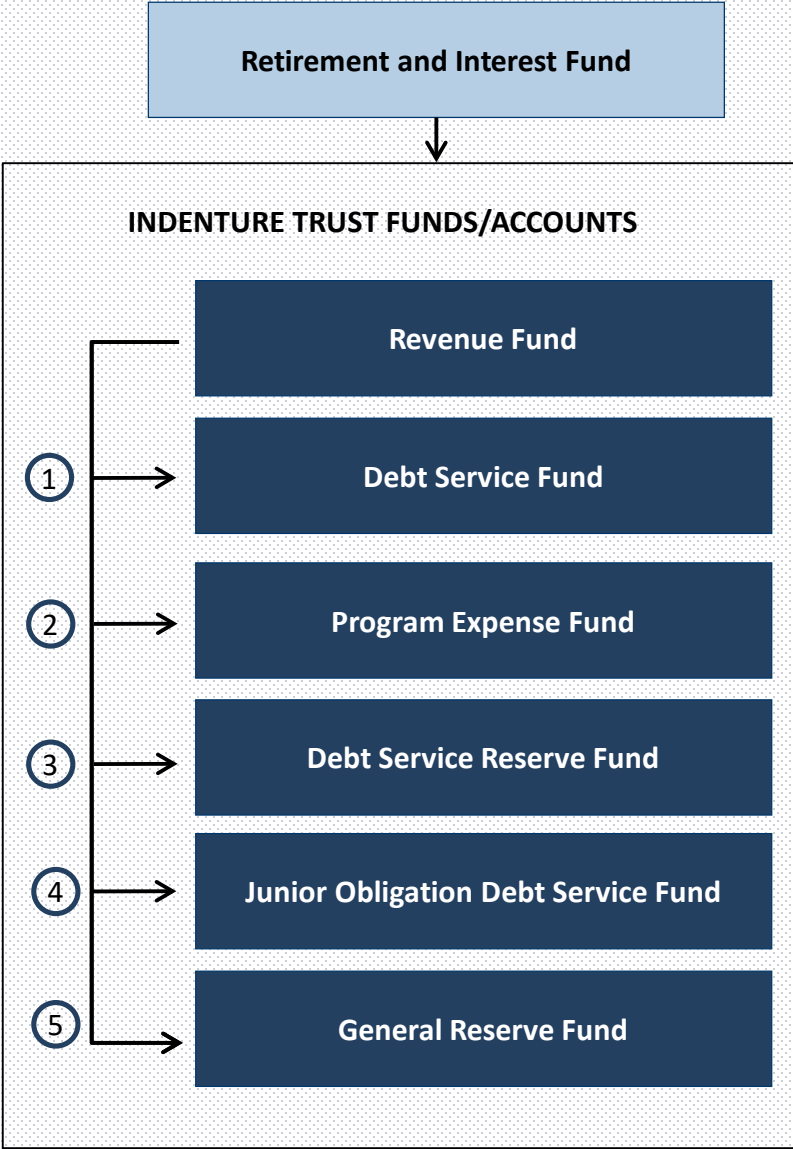 Retirement and Interest Fund
INDENTURE TRUST FUNDS/ACCOUNTS
Revenue Fund
1
Debt Service Fund
2
Program Expense Fund
3
Debt Service Reserve Fund
4
Junior Obligation Debt Service Fund
5
General Reserve Fund